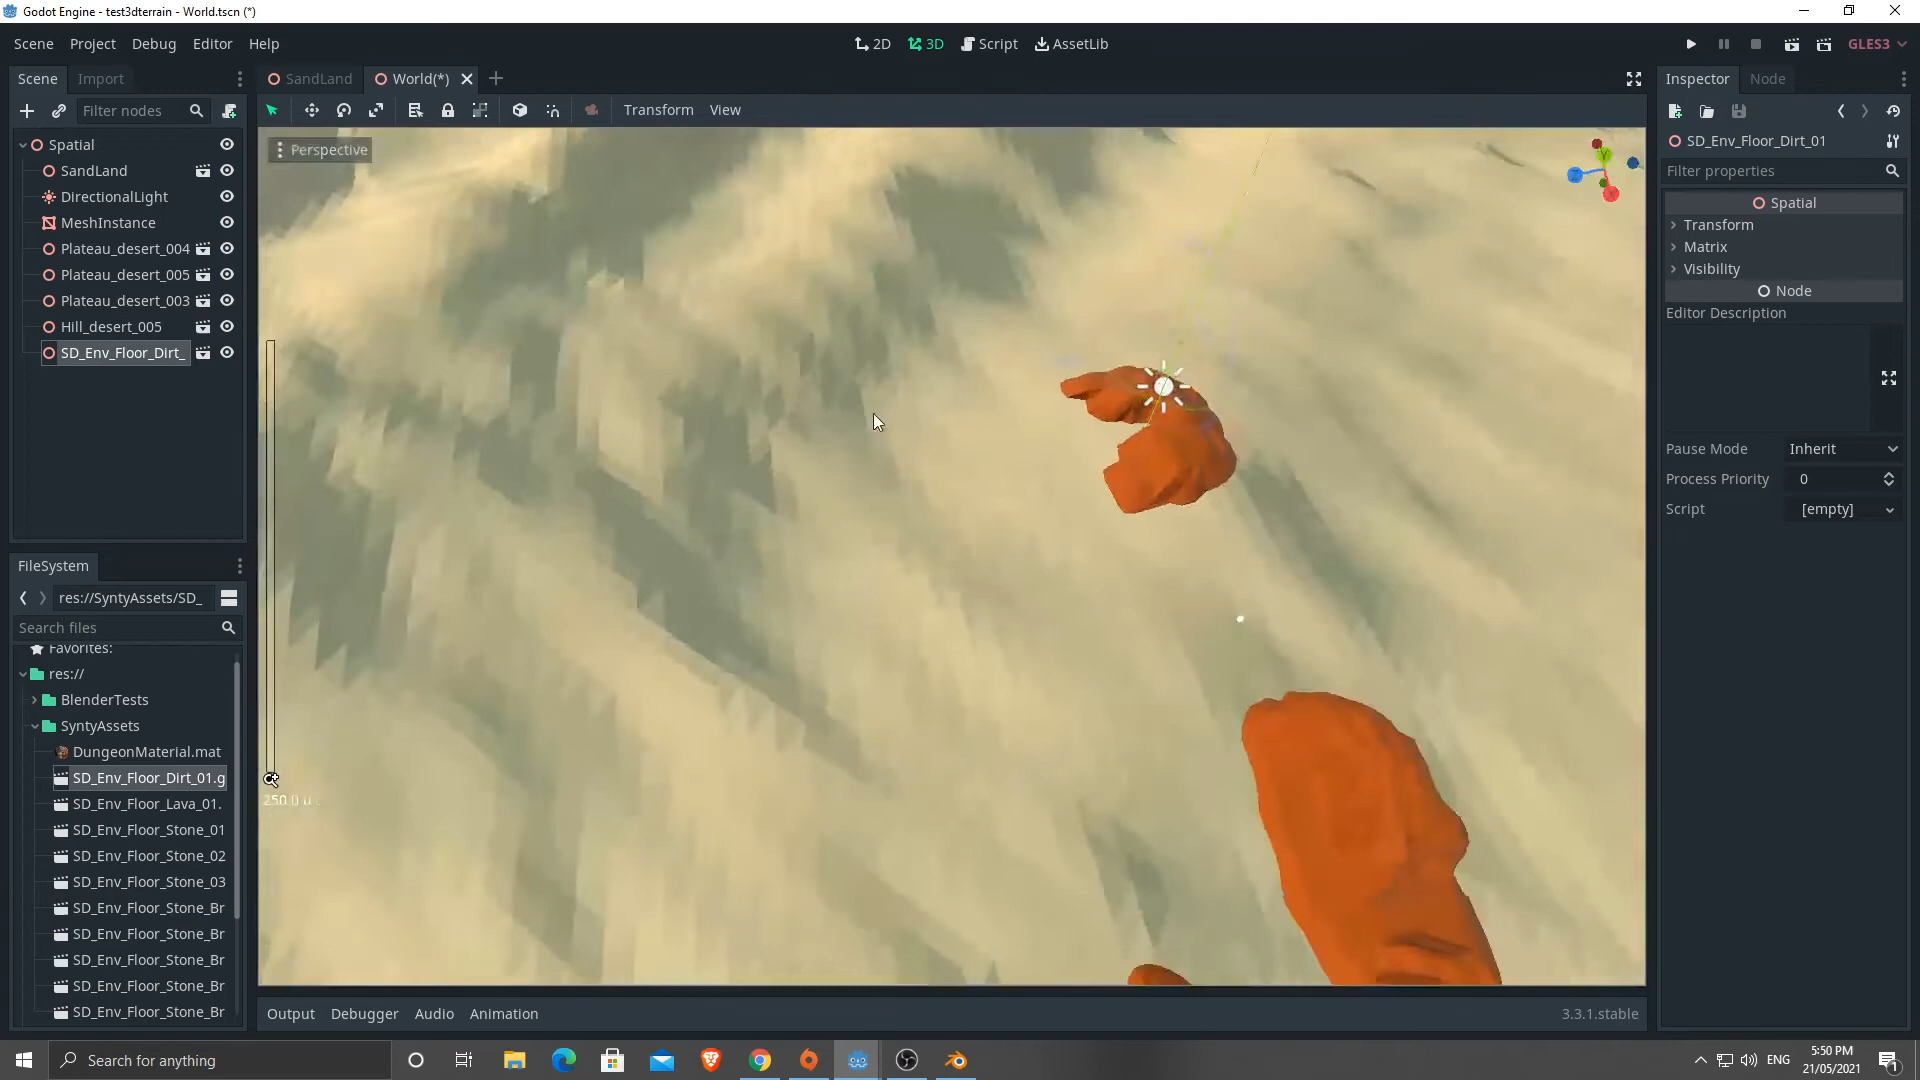 Godot Engine - test3dterrain - World.tscn (*)
Scene Project Debug Editor Help
2D 3D Script AssetLib
GLES3
Scene Import
SandLand World(*)
Inspector Node
Filter nodes
Transform View
Perspective
Spatial
SandLand
DirectionalLight
MeshInstance
Plateau_desert_004
Plateau_desert_005
Plateau_desert_003
Hill_desert_005
SD_Env_Floor_Dirt_
SD_Env_Floor_Dirt_01
Filter properties
Spatial
Transform
Matrix
Visibility
Node
Editor Description
Pause Mode Inherit
Process Priority 0
Script [empty]
FileSystem
res://SyntyAssets/SD_
Search files
Favorites:
res://
BlenderTests
SyntyAssets
DungeonMaterial.mat
SD_Env_Floor_Dirt_01.g
SD_Env_Floor_Lava_01.
SD_Env_Floor_Stone_01
SD_Env_Floor_Stone_02
SD_Env_Floor_Stone_03
SD_Env_Floor_Stone_Br
SD_Env_Floor_Stone_Br
SD_Env_Floor_Stone_Br
SD_Env_Floor_Stone_Br
SD_Env_Floor_Stone_Br
250.0 u
Output Debugger Audio Animation
3.3.1.stable
Search for anything
ENG
5:50 PM
21/05/2021
1